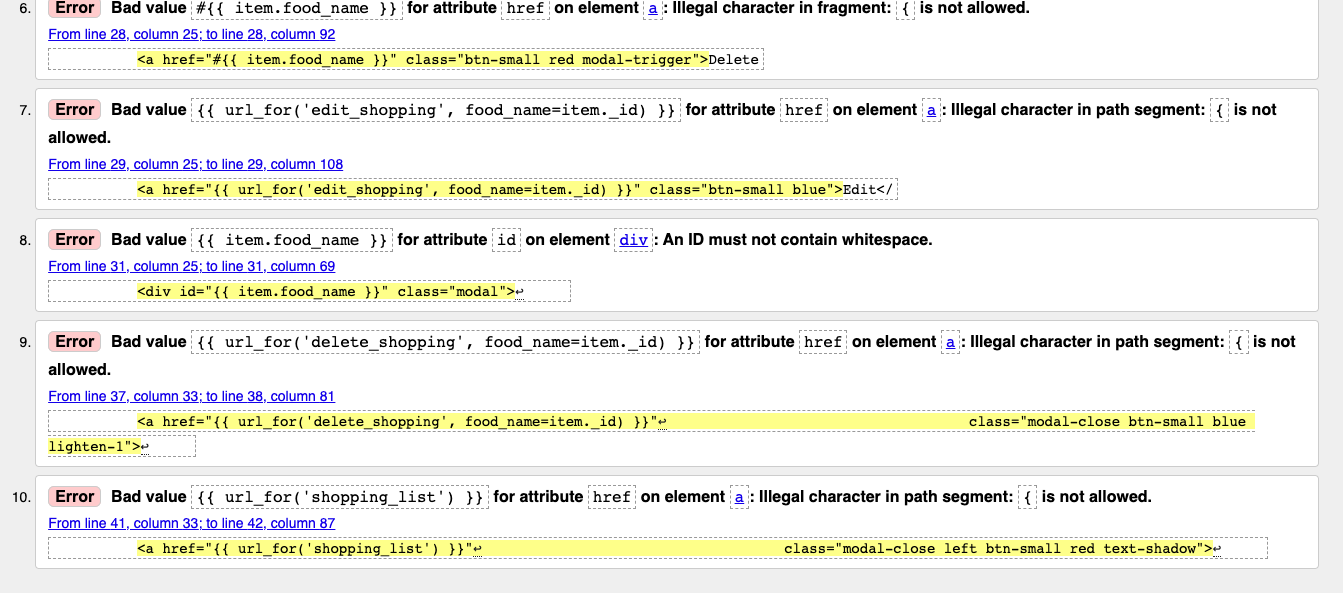 6. Error Bad value #{{ item.food_name }} for attribute href on element a: Illegal character in fragment: { is not allowed.
From line 28, column 25; to line 28, column 92
<a href="#{{ item.food_name }}" class="btn-small red modal-trigger">Delete
7. Error Bad value {{ url_for('edit_shopping', food_name=item._id) }} for attribute href on element a: Illegal character in path segment: { is not
allowed.
From line 29, column 25; to line 29, column 108
<a href="{{ url_for('edit_shopping', food_name=item._id) }}" class="btn-small blue">Edit</
8. Error Bad value {{ item.food_name }} for attribute id on element div: An ID must not contain whitespace.
From line 31, column 25; to line 31, column 69
<div id="{{ item.food_name }}" class="modal">↩
9. Error Bad value {{ url_for('delete_shopping', food_name=item._id) }} for attribute href on element a: Illegal character in path segment: { is not
allowed.
From line 37, column 33; to line 38, column 81
<a href="{{ url_for('delete_shopping', food_name=item._id) }}"↩ class="modal-close btn-small blue
lighten-1">↩
10. Error Bad value {{ url_for('shopping_list') }} for attribute href on element a: Illegal character in path segment: { is not allowed.
From line 41, column 33; to line 42, column 87
<a href="{{ url_for('shopping_list') }}"↩ class="modal-close left btn-small red text-shadow">↩